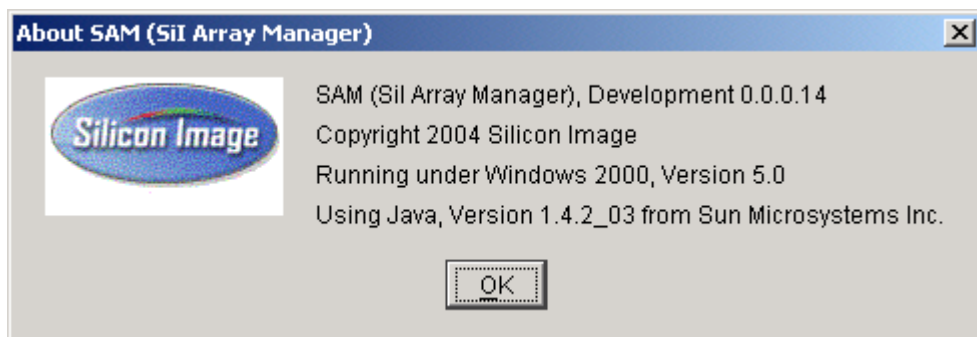 About SAM (SiI Array Manager)
Silicon Image
SAM (SiI Array Manager), Development 0.0.0.14
Copyright 2004 Silicon Image
Running under Windows 2000, Version 5.0
Using Java, Version 1.4.2_03 from Sun Microsystems Inc.
OK